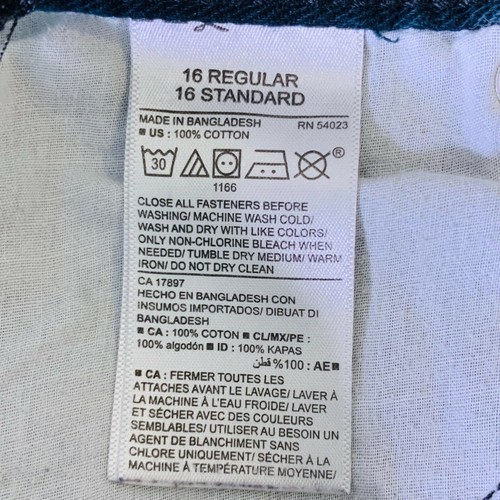 16 REGULAR
16 STANDARD
MADE IN BANGLADESH RN 54023
■ US : 100% COTTON
30
®
1166
CLOSE ALL FASTENERS BEFORE
WASHING/ MACHINE WASH COLD/
WASH AND DRY WITH LIKE COLORS/
ONLY NON-CHLORINE BLEACH WHEN
NEEDED/ TUMBLE DRY MEDIUM/ WARM
IRON/ DO NOT DRY CLEAN
CA 17897
HECHO EN BANGLADESH CON
INSUMOS IMPORTADOS/ DIBUAT DI
BANGLADESH
■ CA : 100% COTON ■ CL/MX/PE :
100% algodón ■ ID : 100% KAPAS
■ AE : 100% قطن
■ CA : FERMER TOUTES LES
ATTACHES AVANT LE LAVAGE/ LAVER À
LA MACHINE À L'EAU FROIDE/ LAVER
ET SÉCHER AVEC DES COULEURS
SEMBLABLES/ UTILISER AU BESOIN UN
AGENT DE BLANCHIMENT SANS
CHLORE UNIQUEMENT/ SÉCHER À LA
MACHINE À TEMPÉRATURE MOYENNE/